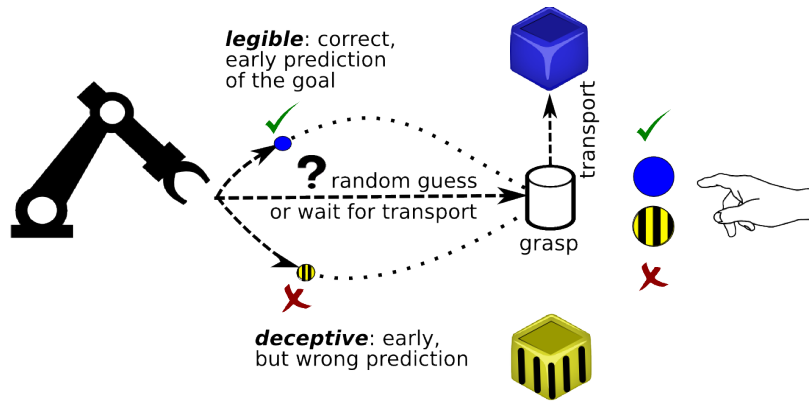 legible: correct,
early prediction
of the goal
transport
? random guess
or wait for transport
grasp
deceptive: early,
but wrong prediction